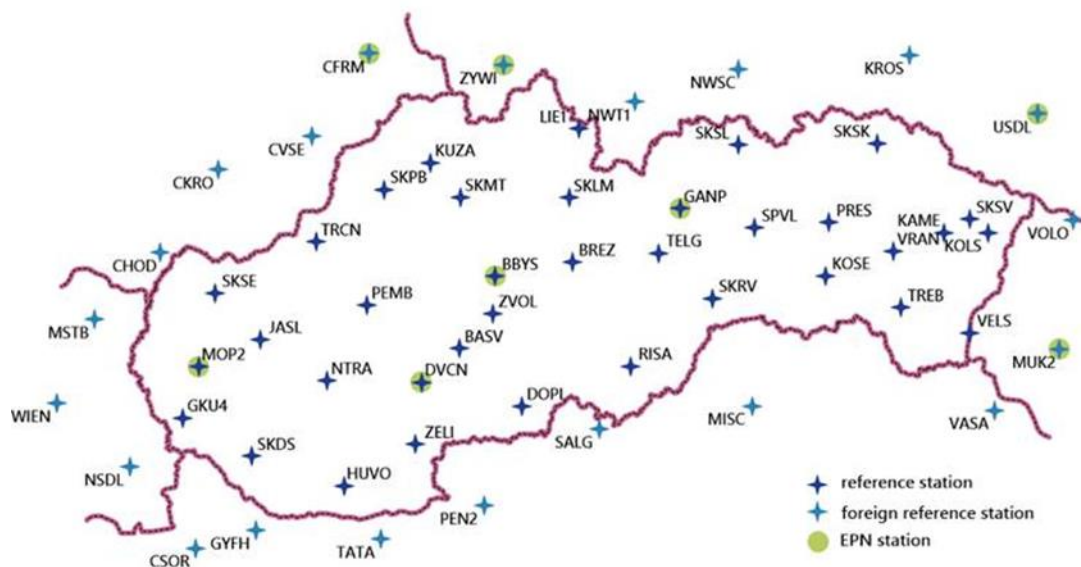 CFRM
ZYWI
KROS
NWSC
LIE1
NWT1
USDL
CVSE
SKSL
SKSK
KUZA
CKRO
SKPB
SKMT
SKLM
GANP
TRCN
SPVL
PRES
KAME
SKSV
VOLO
CHOD
BREZ
TELG
VRAN
KOLS
BBYS
KOSE
SKSE
PEMB
ZVOL
SKRV
TREB
MSTB
JASL
BASV
VELS
MOP2
NTRA
DVCN
RISA
MUK2
WIEN
GKU4
DOPL
MISC
VASA
SKDS
ZELI
SALG
NSDL
HUVO
reference station
PEN2
foreign reference station
GYFH
CSOR
TATA
EPN station